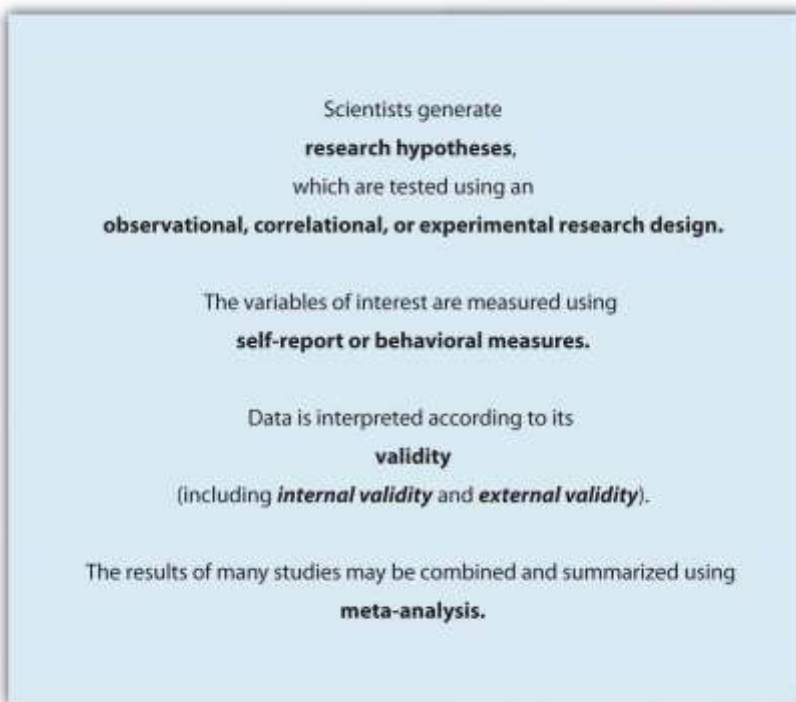 Scientists generate
research hypotheses,
which are tested using an
observational, correlational, or experimental research design.
The variables of interest are measured using
self-report or behavioral measures.
Data is interpreted according to its
validity
(including internal validity and external validity).
The results of many studies may be combined and summarized using
meta-analysis.